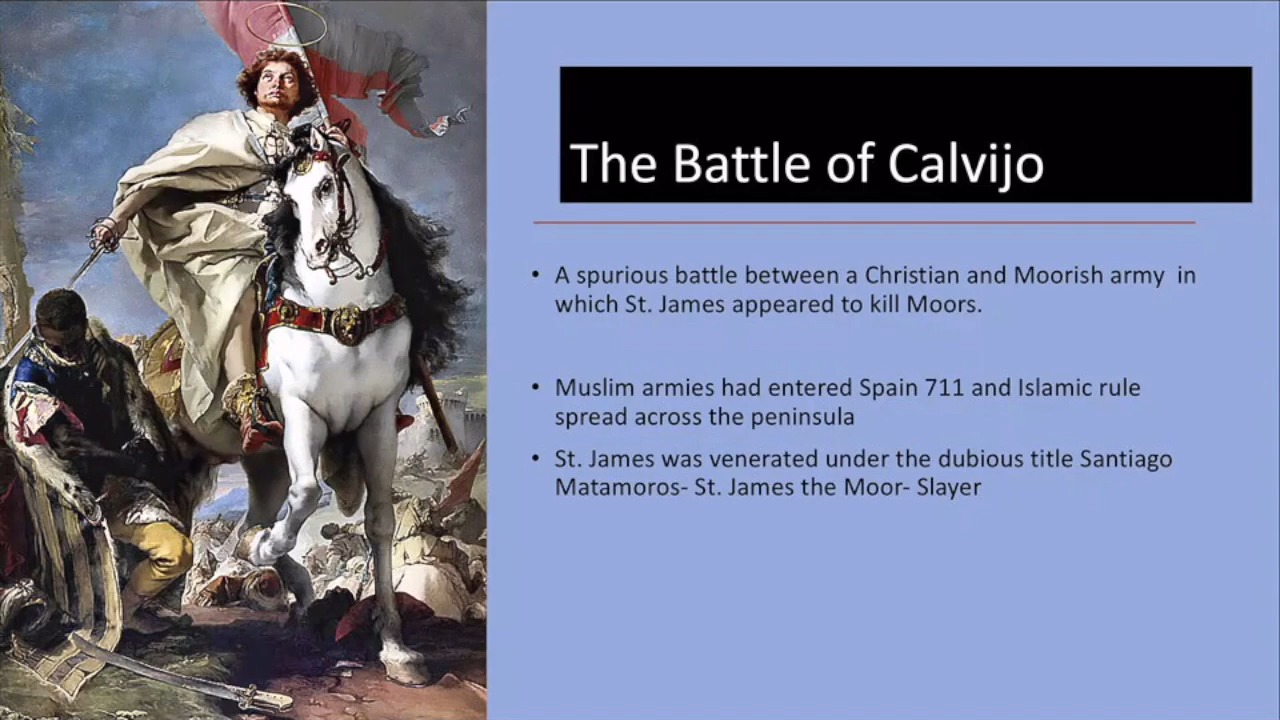 The Battle of Calvijo
• A spurious battle between a Christian and Moorish army  in
which St. James appeared to kill Moors.
• Muslim armies had entered Spain 711 and Islamic rule
spread across the peninsula
• St. James was venerated under the dubious title Santiago
Matamoros- St. James the Moor- Slayer